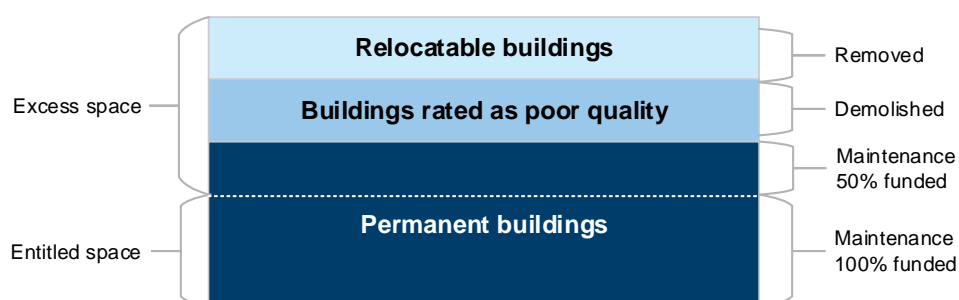 Relocatable buildings
Removed
Excess space
Buildings rated as poor quality
Demolished
Maintenance
50% funded
Permanent buildings
Entitled space
Maintenance
100% funded